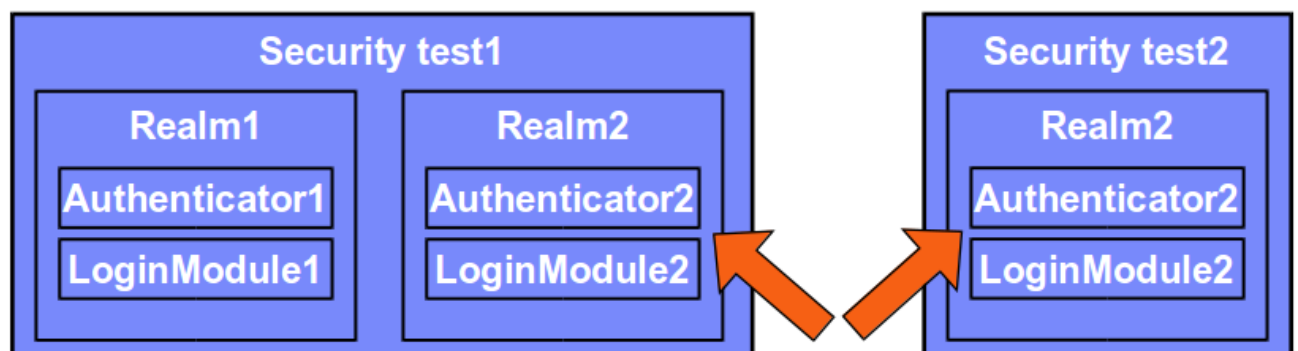 Security test1
Realm1
Authenticator1
LoginModule1
Realm2
Authenticator2
LoginModule2
Security test2
Realm2
Authenticator2
LoginModule2